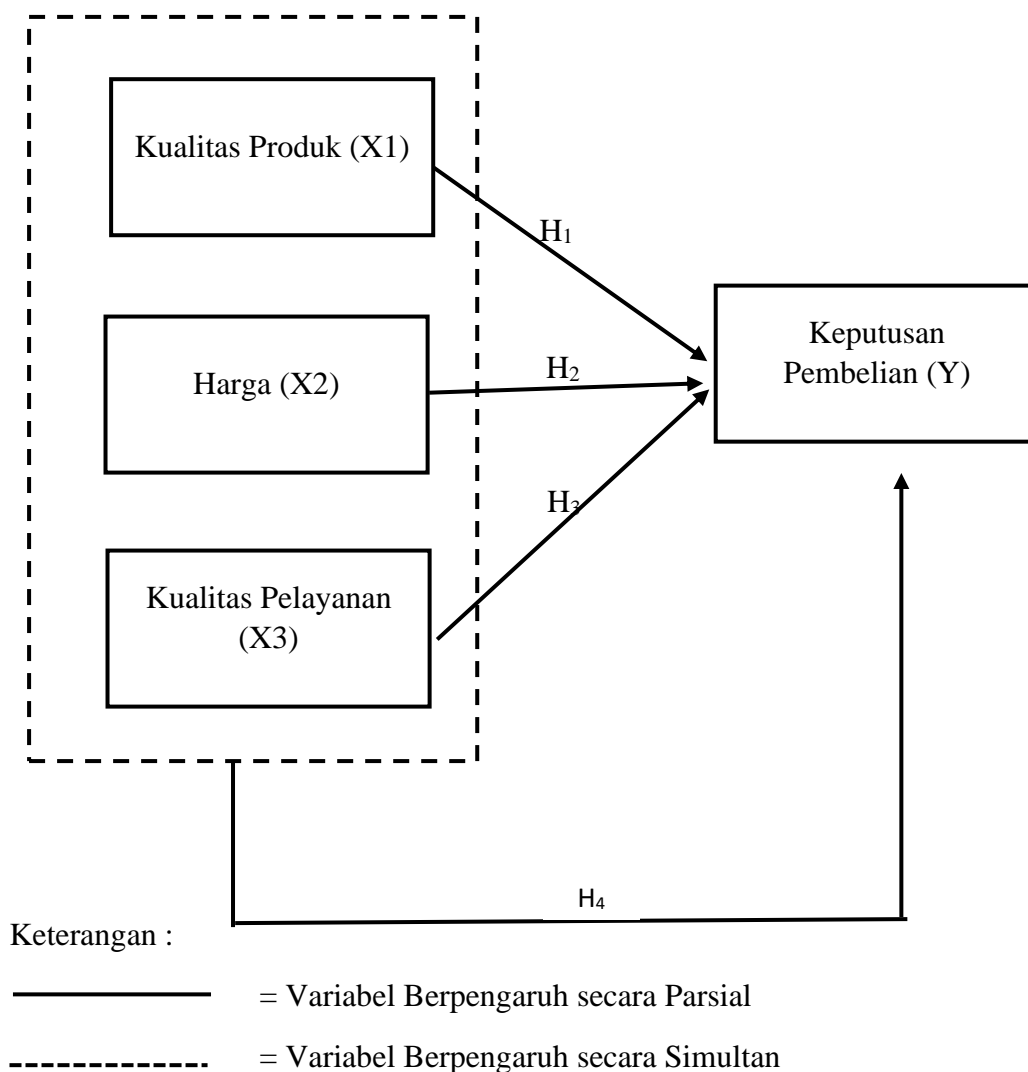 Kualitas Produk (X1)
H₁
Keputusan
Pembelian (Y)
Harga (X2)
H₂
H₃
Kualitas Pelayanan
(X3)
H₄
Keterangan :
= Variabel Berpengaruh secara Parsial
= Variabel Berpengaruh secara Simultan